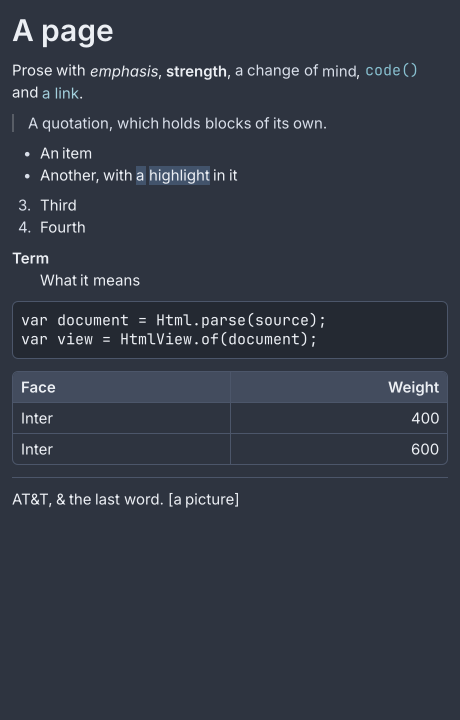 A page
Prose with emphasis, strength, a change of mind, code()
and a link.
A quotation, which holds blocks of its own.
• An item
• Another, with a highlight in it
3. Third
4. Fourth
Term
What it means
var document = Html.parse(source);
var view = HtmlView.of(document);
Face Weight
Inter 400
Inter 600
AT&T, & the last word. [a picture]